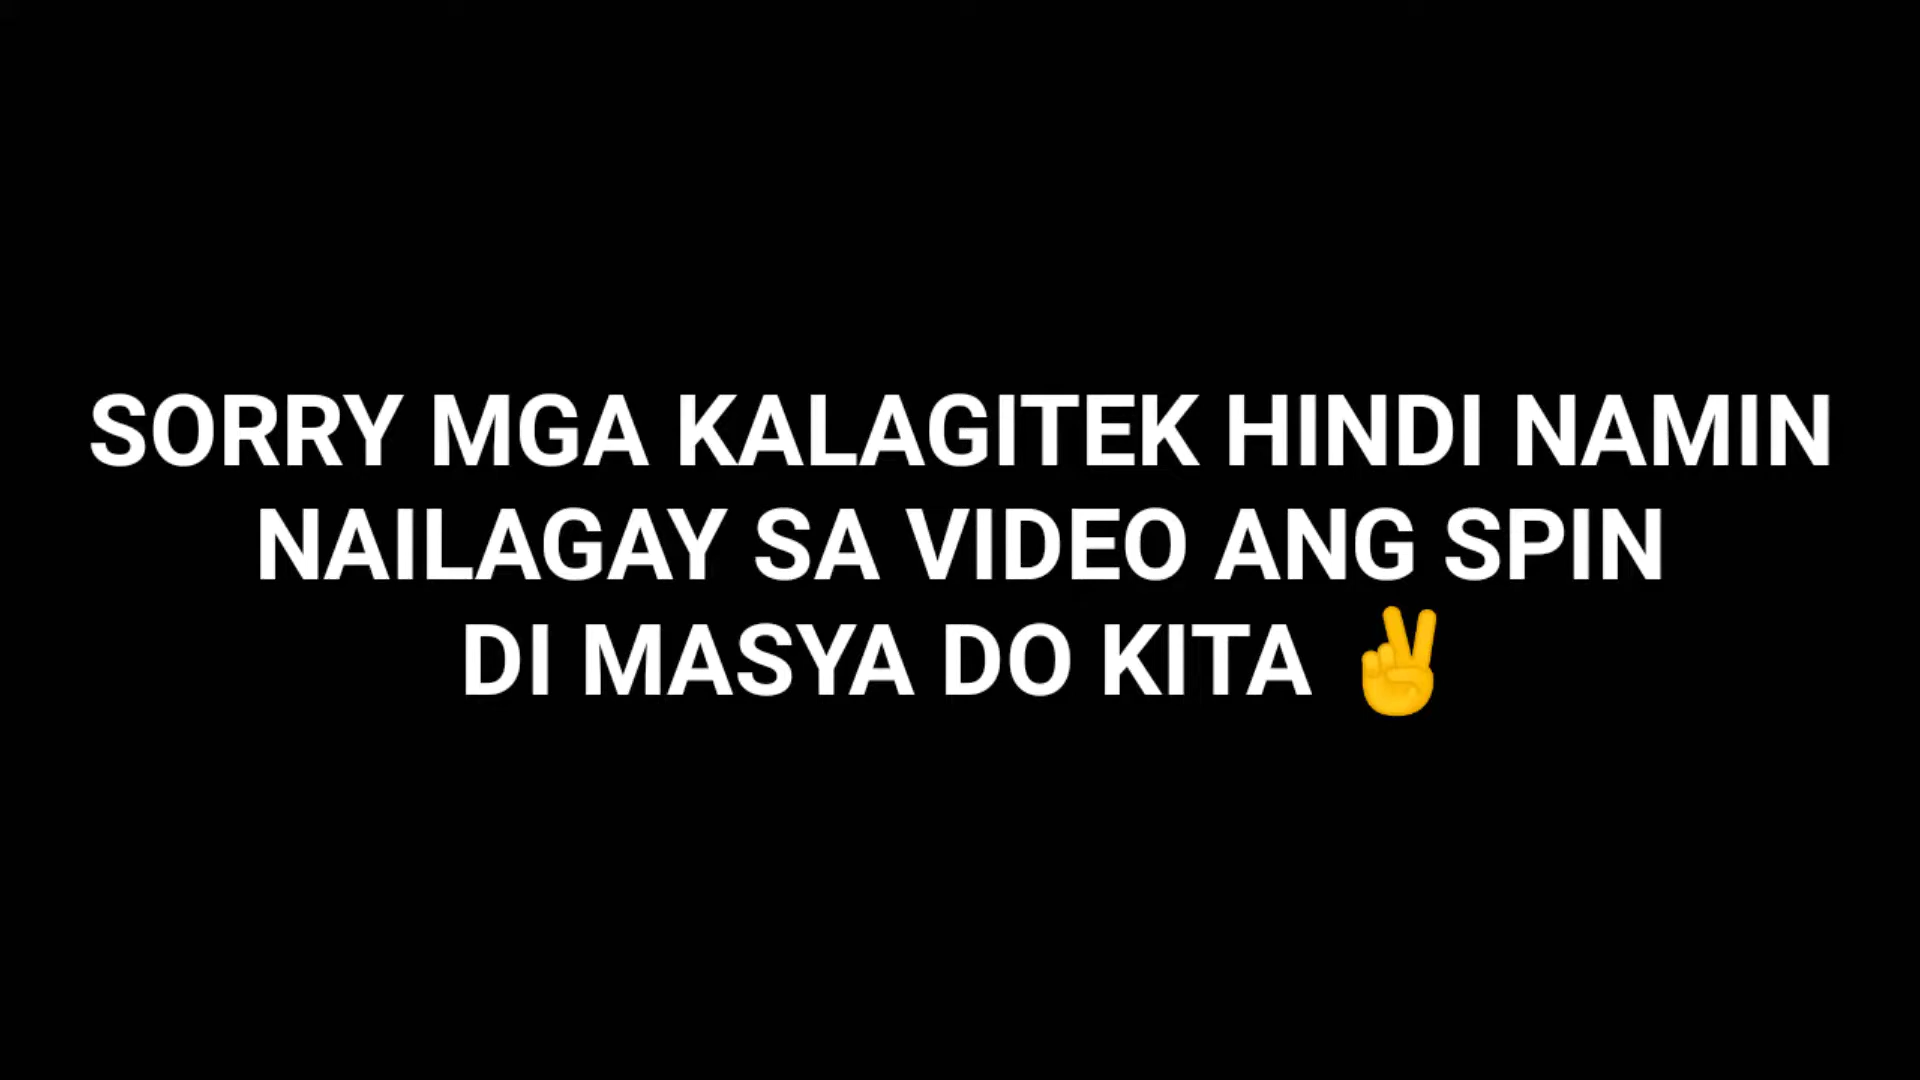 SORRY MGA KALAGITEK HINDI NAMIN
NAILAGAY SA VIDEO ANG SPIN
DI MASYA DO KITA ✌